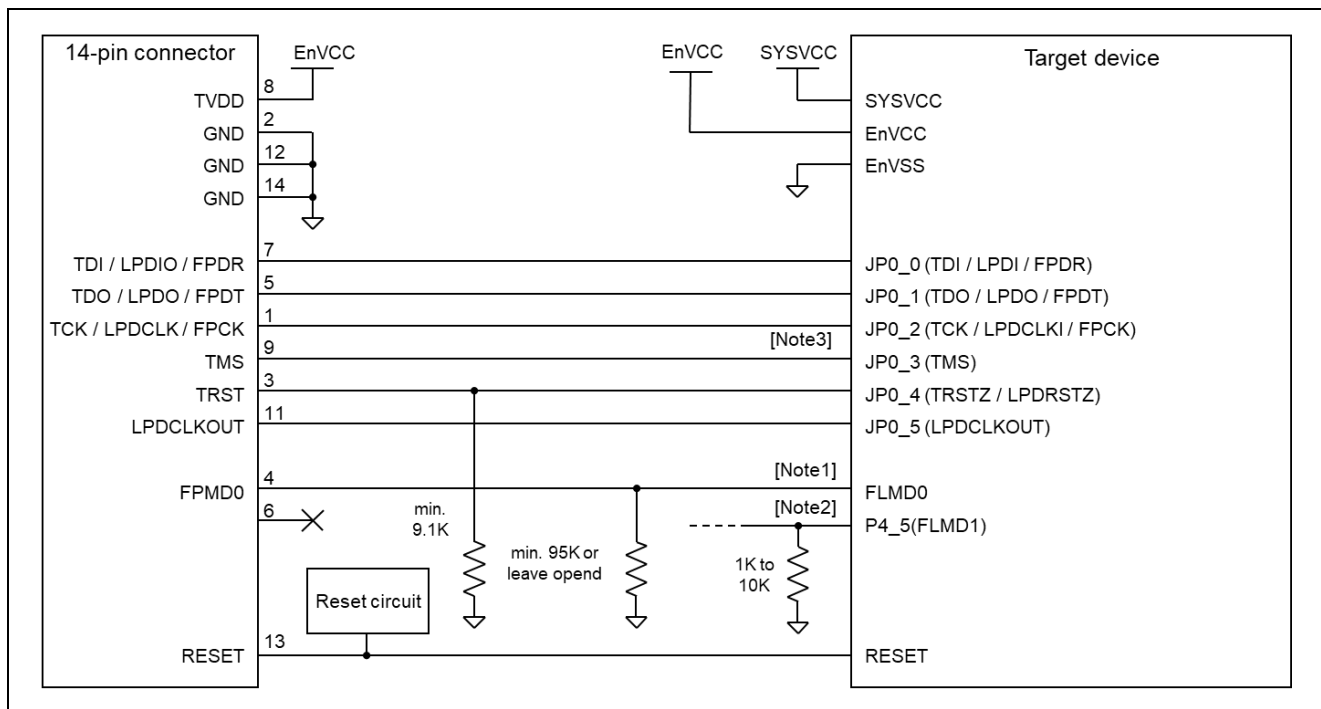 14-pin connector
EnVCC
EnVCC
SYSVCC
Target device
TVDD
8
SYSVCC
GND
2
EnVCC
GND
12
EnVSS
GND
14
TDI / LPDIO / FPDR
7
JP0_0 (TDI / LPDI / FPDR)
TDO / LPDO / FPDT
5
JP0_1 (TDO / LPDO / FPDT)
TCK / LPDCLK / FPCK
1
JP0_2 (TCK / LPDCLKI / FPCK)
[Note3]
TMS
9
JP0_3 (TMS)
TRST
3
JP0_4 (TRSTZ / LPDRSTZ)
LPDCLKOUT
11
JP0_5 (LPDCLKOUT)
FPMD0
4
[Note1]
FLMD0
6
[Note2]
P4_5(FLMD1)
min.
9.1K
min. 95K or
leave opend
1K to
10K
Reset circuit
RESET
13
RESET